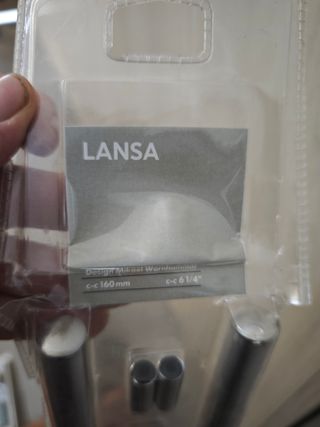 LANSA
Design Mikael Warnhammar
c-c 160 mm c-c 6 1/4"